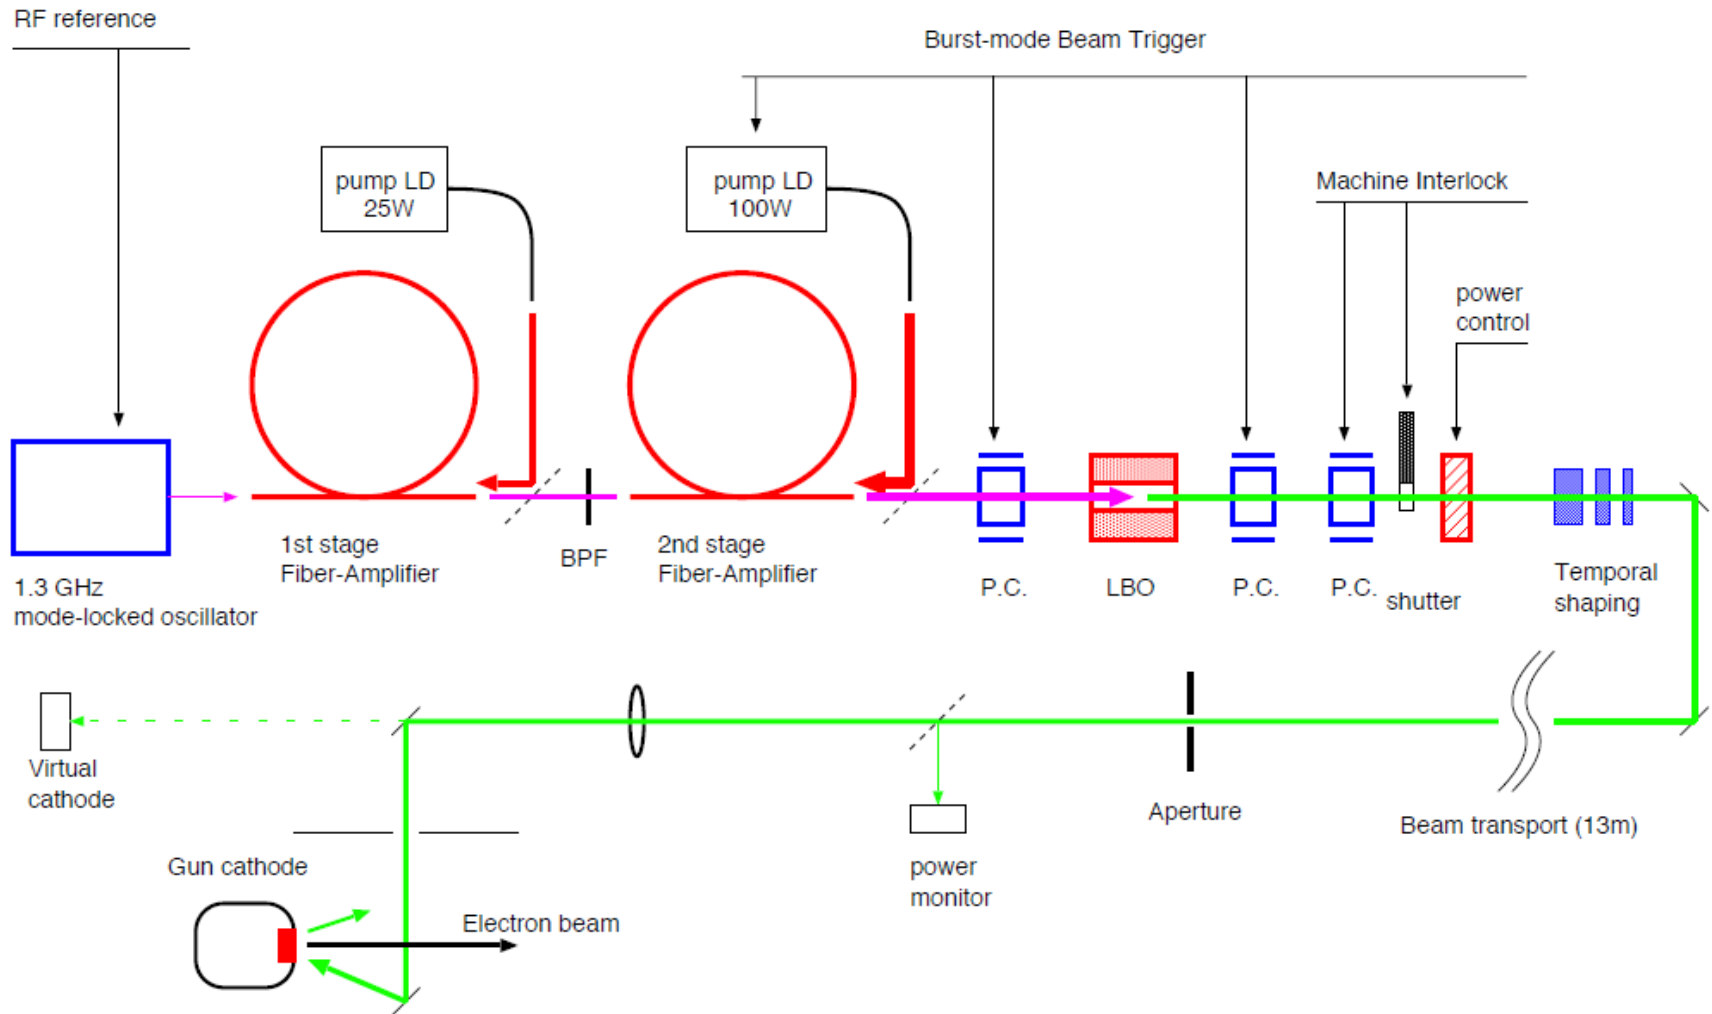 RF reference
Burst-mode Beam Trigger
pump LD
25W
pump LD
100W
Machine Interlock
power
control
1st stage
Fiber-Amplifier
BPF
2nd stage
Fiber-Amplifier
1.3 GHz
mode-locked oscillator
P.C.
LBO
P.C.
P.C.
shutter
Temporal
shaping
Virtual
cathode
Aperture
Beam transport (13m)
power
monitor
Gun cathode
Electron beam